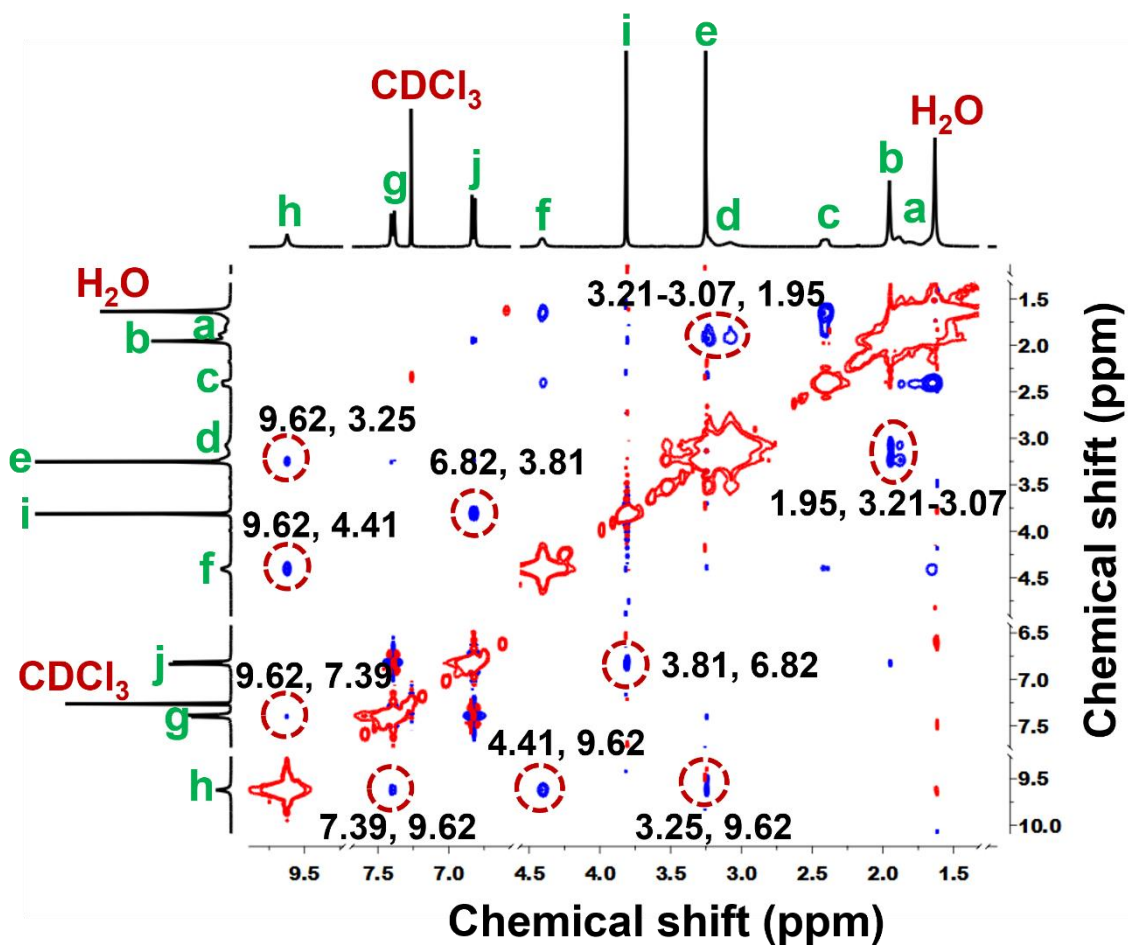 i
e
CDCl₃
H₂O
b
j
g
a
d
f
h
c
H₂O
3.21-3.07, 1.95
1.5
a
b
2.0
c
2.5
9.62, 3.25
d
3.0
6.82, 3.81
e
3.5
1.95, 3.21-3.07
i
9.62, 4.41
4.0
f
4.5
j
6.5
9.62, 7.39
3.81, 6.82
CDCl₃
7.0
g
7.5
4.41, 9.62
h
9.5
7.39, 9.62
3.25, 9.62
10.0
9.5 7.5 7.0 4.5 4.0 3.5 3.0 2.5 2.0 1.5
Chemical shift (ppm)
Chemical shift (ppm)